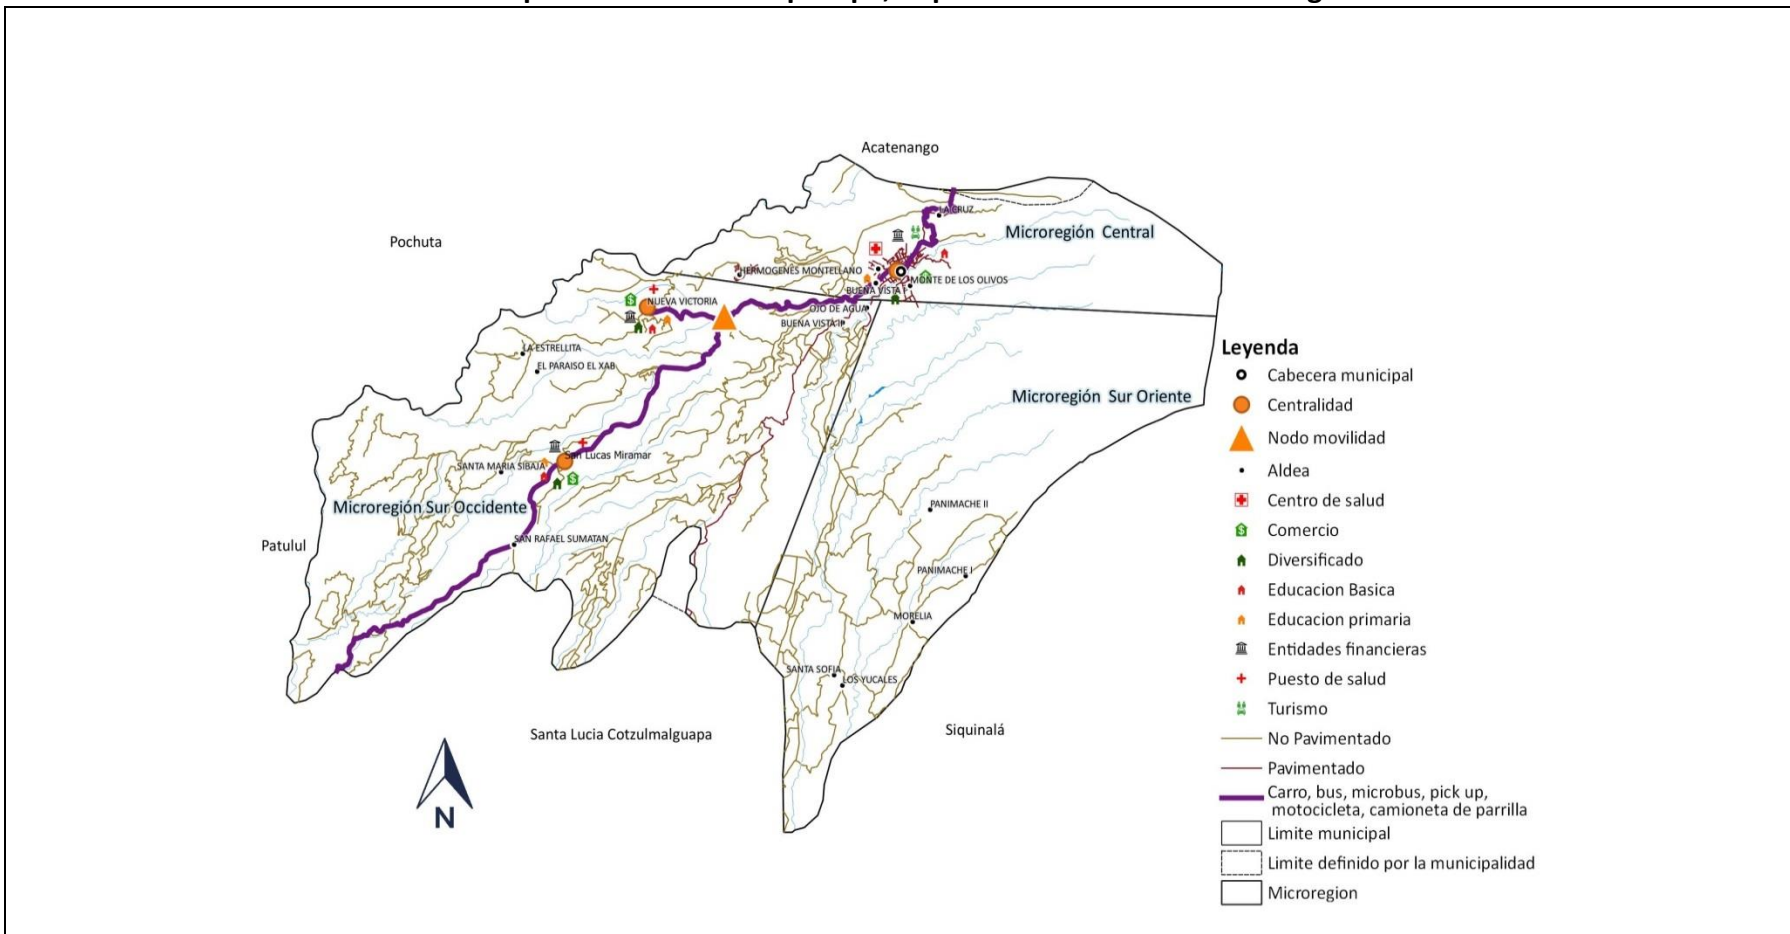 Acatenango
Pochuta
LA CRUZ
Microregión Central
HERMOGENES MONTELLANO
MONTE DE LOS OLIVOS
BUENA VISTA I
NUEVA VICTORIA
OJO DE AGUA
BUENA VISTA II
LA ESTRELLITA
EL PARAISO EL XAB
Microregión Sur Oriente
San Lucas Miramar
SANTA MARIA SIBAJA
Microregión Sur Occidente
PANIMACHE II
SAN RAFAEL SUMATAN
Patulul
PANIMACHE I
MORELIA
SANTA SOFIA
LOS YUCALES
Santa Lucia Cotzulmalguapa
Siquinalá
N
Leyenda
Cabecera municipal
Centralidad
Nodo movilidad
Aldea
Centro de salud
Comercio
Diversificado
Educacion Basica
Educacion primaria
Entidades financieras
Puesto de salud
Turismo
No Pavimentado
Pavimentado
Carro, bus, microbus, pick up,
motocicleta, camioneta de parrilla
Limite municipal
Limite definido por la municipalidad
Microregion